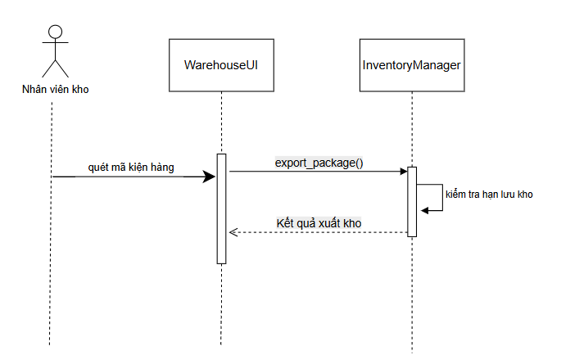 WarehouseUI
InventoryManager
Nhân viên kho
quét mã kiện hàng
export_package()
kiểm tra hạn lưu kho
Kết quả xuất kho